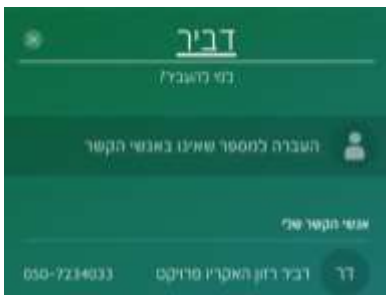 דביר
למי להעביר?
העברה למספר שאינו באנשי הקשר
אנשי הקשר שלי
דר דביר רזון האקריו פרויקט 050-7234033